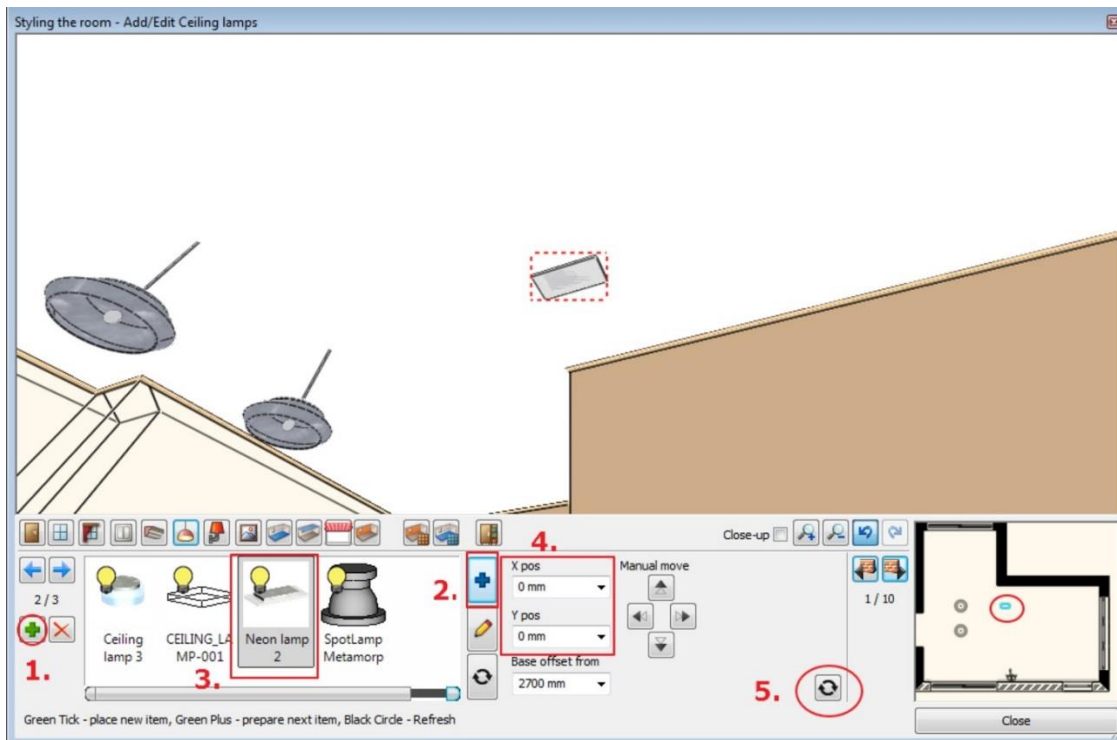 Styling the room - Add/Edit Ceiling lamps
4.
Close-up
2.
X pos
Manual move
0 mm
2 / 3
1 / 10
Y pos
0 mm
Ceiling
lamp 3
CEILING_LA
MP-001
Neon lamp
2
SpotLamp
Metamorp
Base offset from
1.
3.
2700 mm
5.
Green Tick - place new item, Green Plus - prepare next item, Black Circle - Refresh
Close